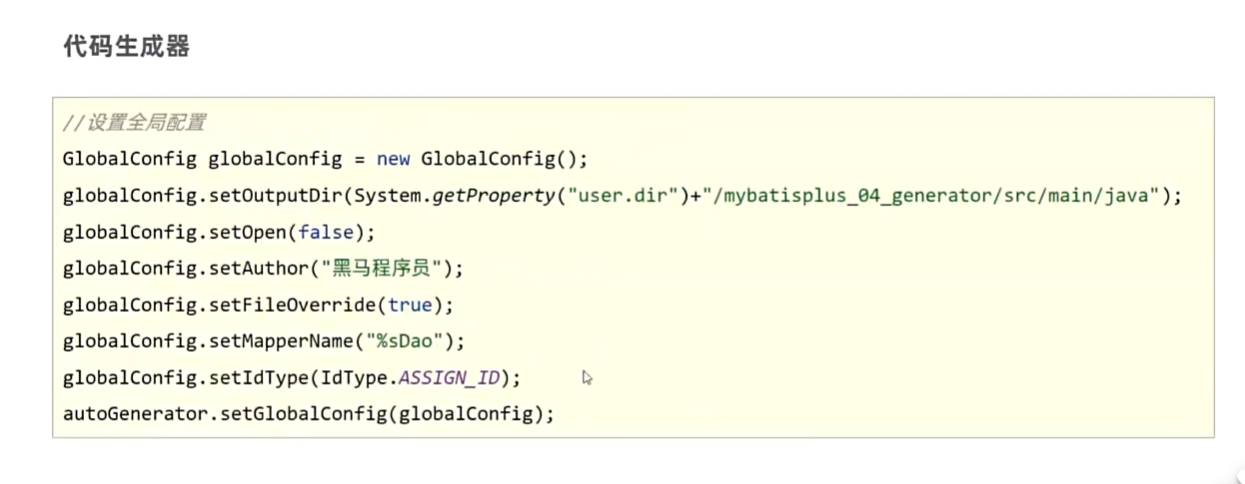 代码生成器
//设置全局配置
GlobalConfig globalConfig = new GlobalConfig();
globalConfig.setOutputDir(System.getProperty("user.dir")+"/mybatisplus_04_generator/src/main/java");
globalConfig.setOpen(false);
globalConfig.setAuthor("黑马程序员");
globalConfig.setFileOverride(true);
globalConfig.setMapperName("%sDao");
globalConfig.setIdType(IdType.ASSIGN_ID);
autoGenerator.setGlobalConfig(globalConfig);